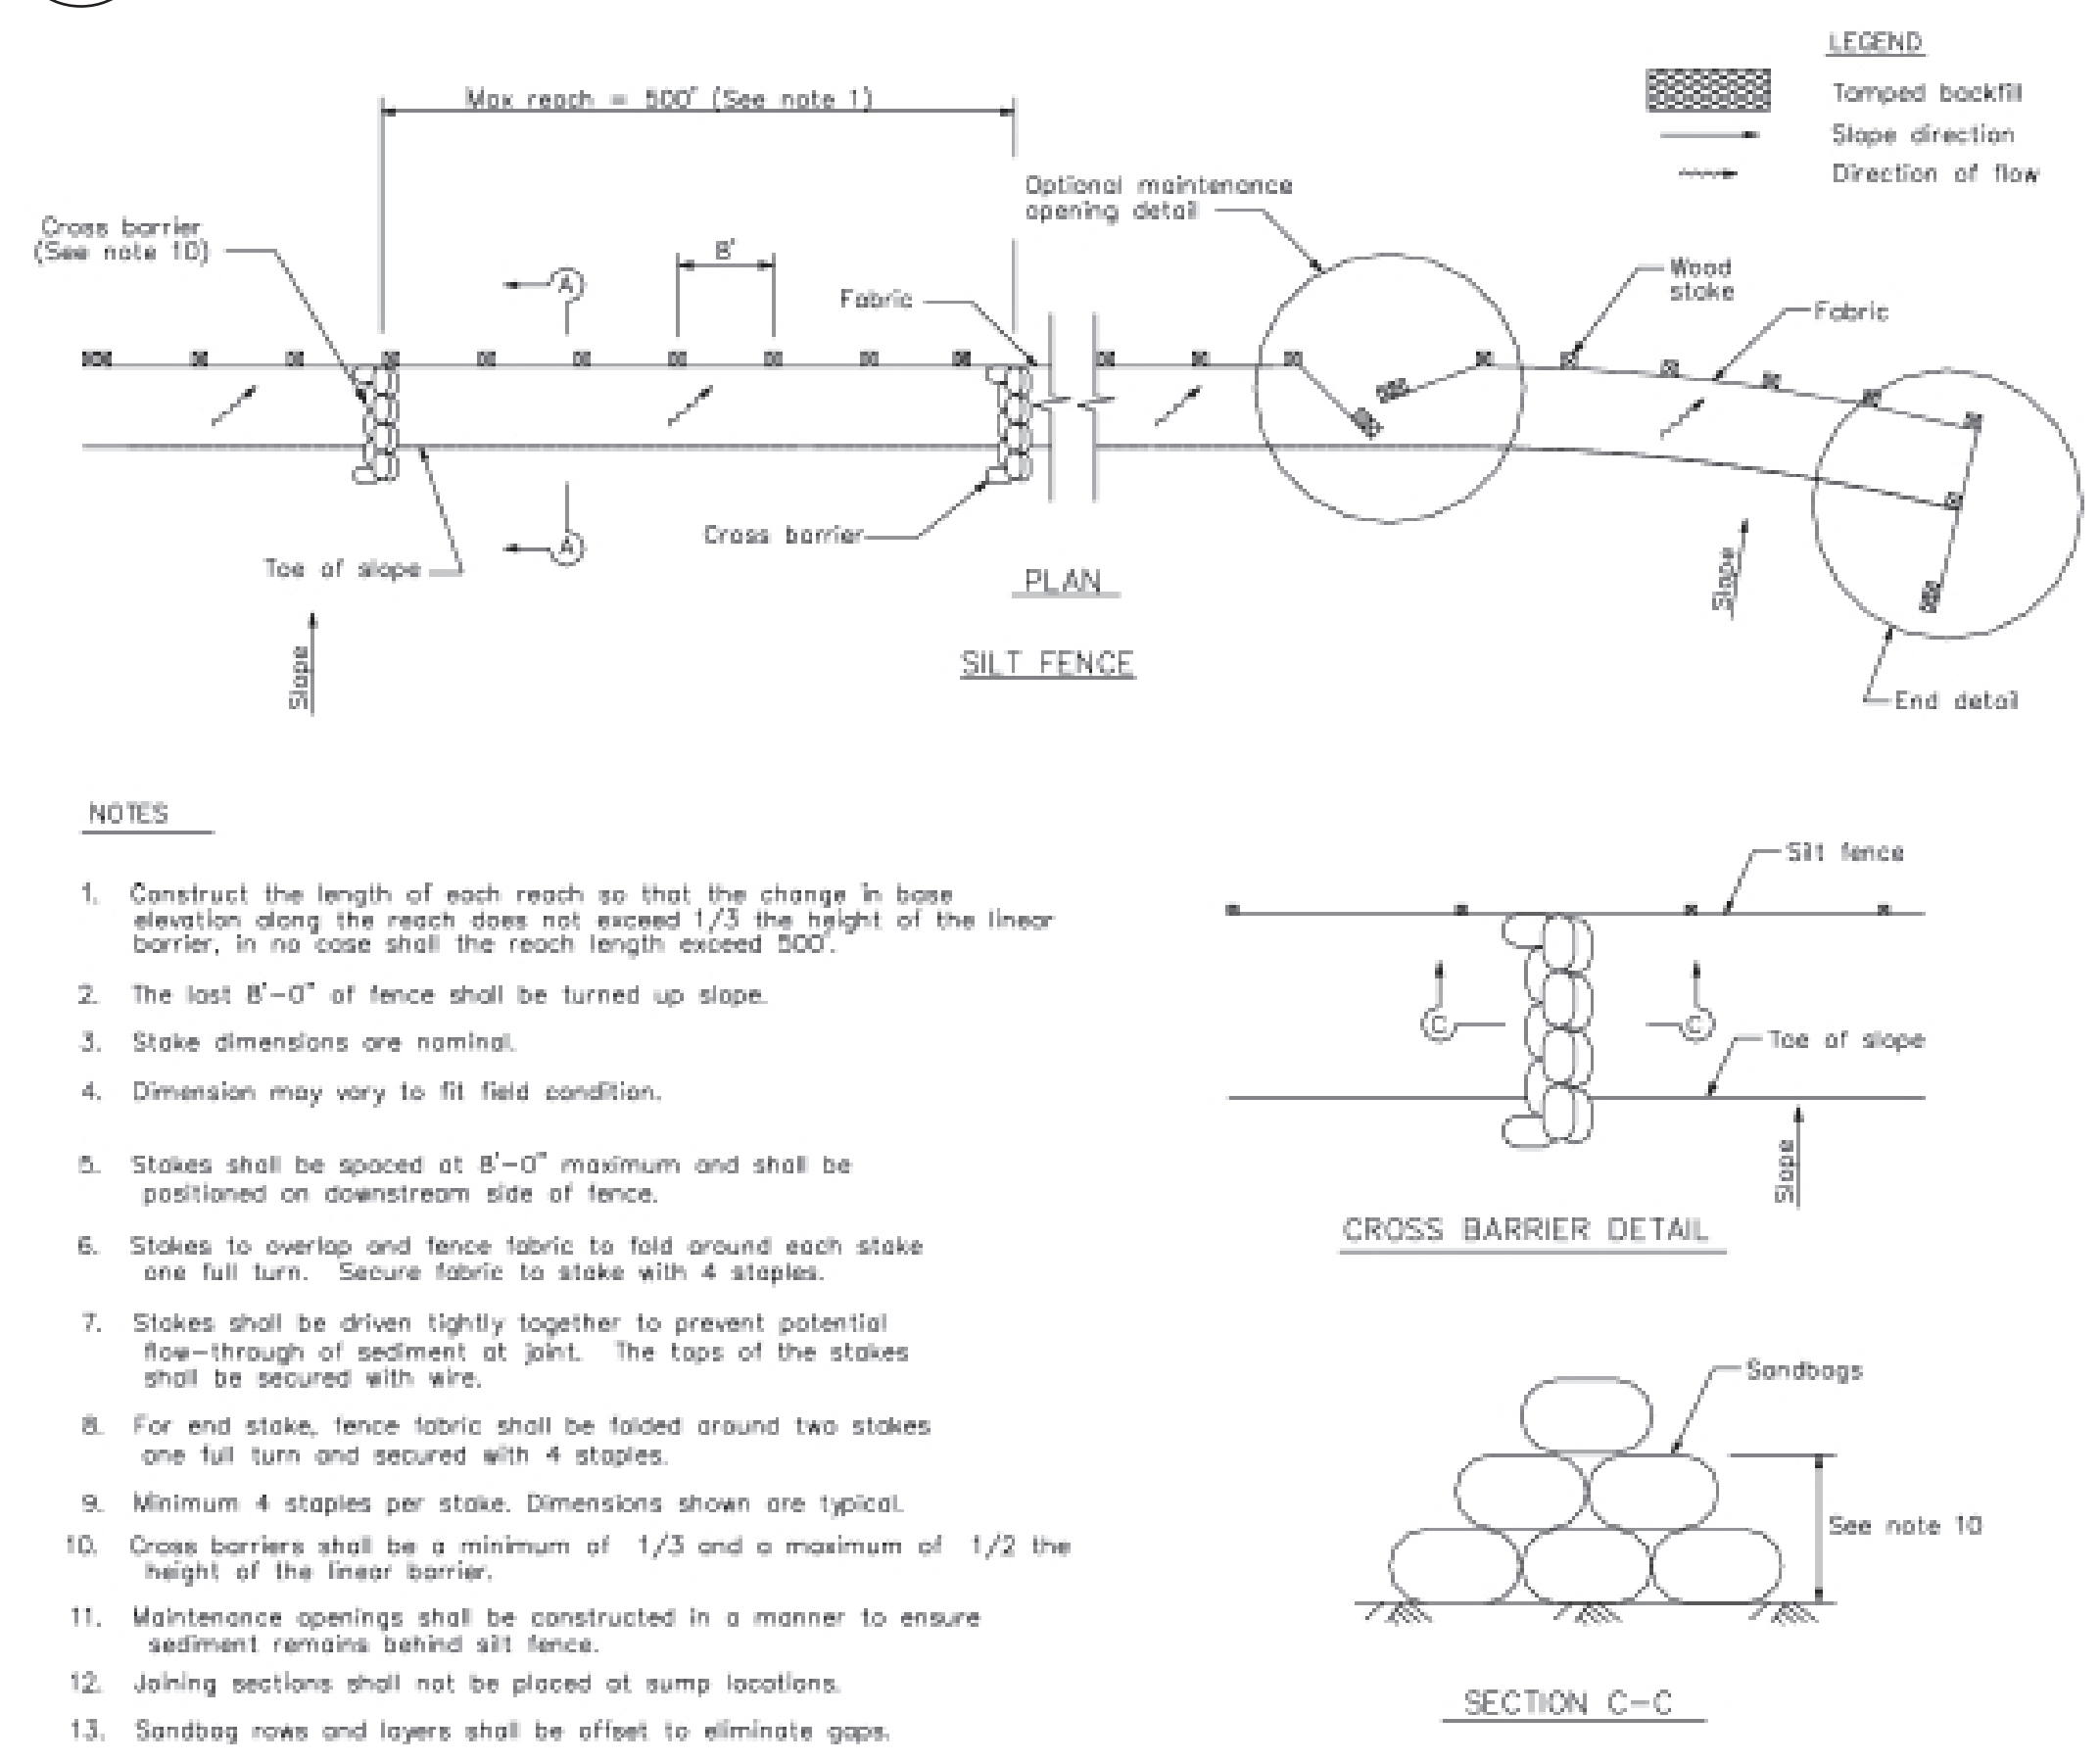 LEGEND
Tamped backfill
Slope direction
Direction of flow
Max reach = 500' (See note 1)
Optional maintenance
opening detail
Cross barrier
(See note 10)
8'
A
Fabric
Wood
stake
Fabric
Cross barrier
A
Toe of slope
PLAN
Slope
Slope
SILT FENCE
End detail
NOTES
1. Construct the length of each reach so that the change in base
elevation along the reach does not exceed 1/3 the height of the linear
barrier, in no case shall the reach length exceed 500'.
2. The last 8'-0" of fence shall be turned up slope.
3. Stake dimensions are nominal.
4. Dimension may vary to fit field condition.
5. Stakes shall be spaced at 8'-0" maximum and shall be
positioned on downstream side of fence.
6. Stakes to overlap and fence fabric to fold around each stake
one full turn. Secure fabric to stake with 4 staples.
7. Stakes shall be driven tightly together to prevent potential
flow-through of sediment at joint. The tops of the stakes
shall be secured with wire.
8. For end stake, fence fabric shall be folded around two stakes
one full turn and secured with 4 staples.
9. Minimum 4 staples per stake. Dimensions shown are typical.
10. Cross barriers shall be a minimum of 1/3 and a maximum of 1/2 the
height of the linear barrier.
11. Maintenance openings shall be constructed in a manner to ensure
sediment remains behind silt fence.
12. Joining sections shall not be placed at sump locations.
13. Sandbag rows and layers shall be offset to eliminate gaps.
Silt fence
C
C
Toe of slope
Slope
CROSS BARRIER DETAIL
Sandbags
See note 10
SECTION C-C